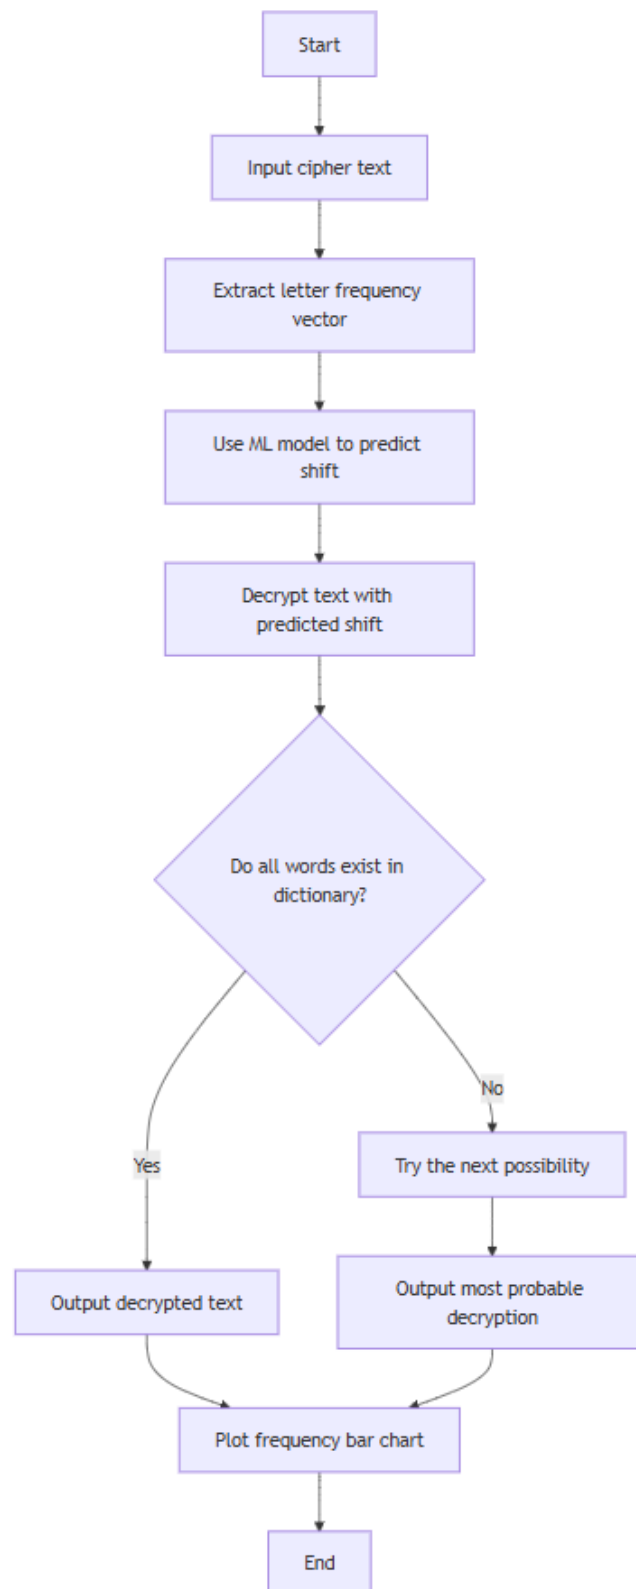 Start
Input cipher text
Extract letter frequency
vector
Use ML model to predict
shift
Decrypt text with
predicted shift
Do all words exist in
dictionary?
No
Yes
Try the next possibility
Output decrypted text
Output most probable
decryption
Plot frequency bar chart
End